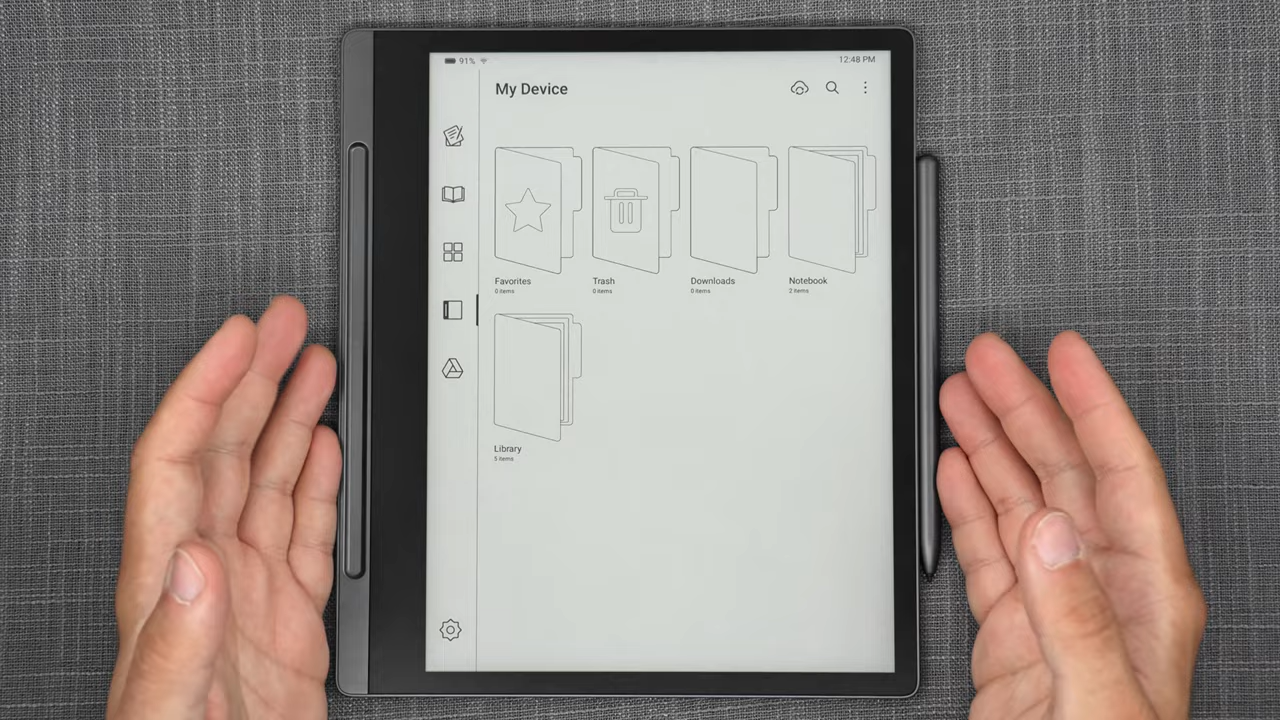 91%
12:48 PM
My Device
Favorites
0 items
Trash
0 items
Downloads
0 items
Notebook
2 items
Library
5 items